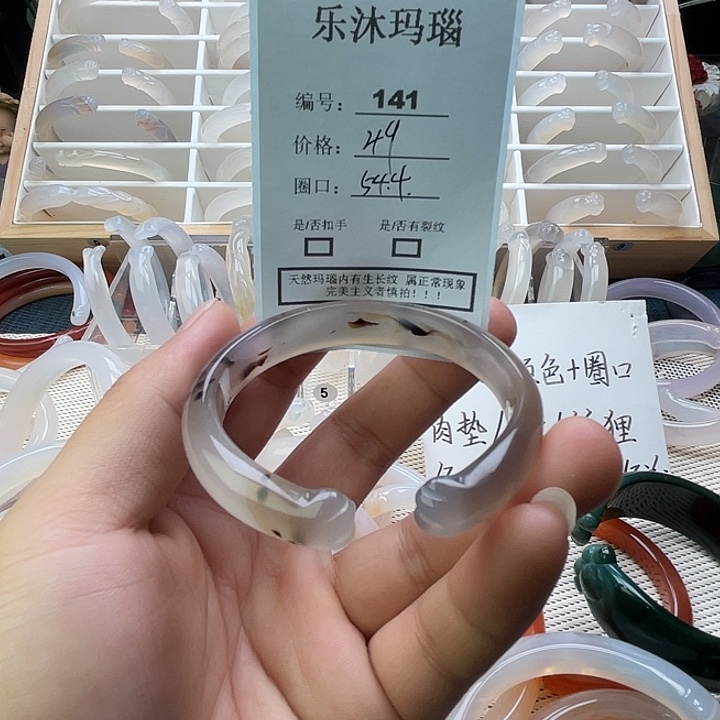 乐沐玛瑙
编号： 141
价格： 49
圈口： 54.4.
是/否扣手 是/否有裂纹
天然玛瑙内有生长纹 属正常现象
完美主义者慎拍！！！
5
色+圈口
肉垫/ 狸